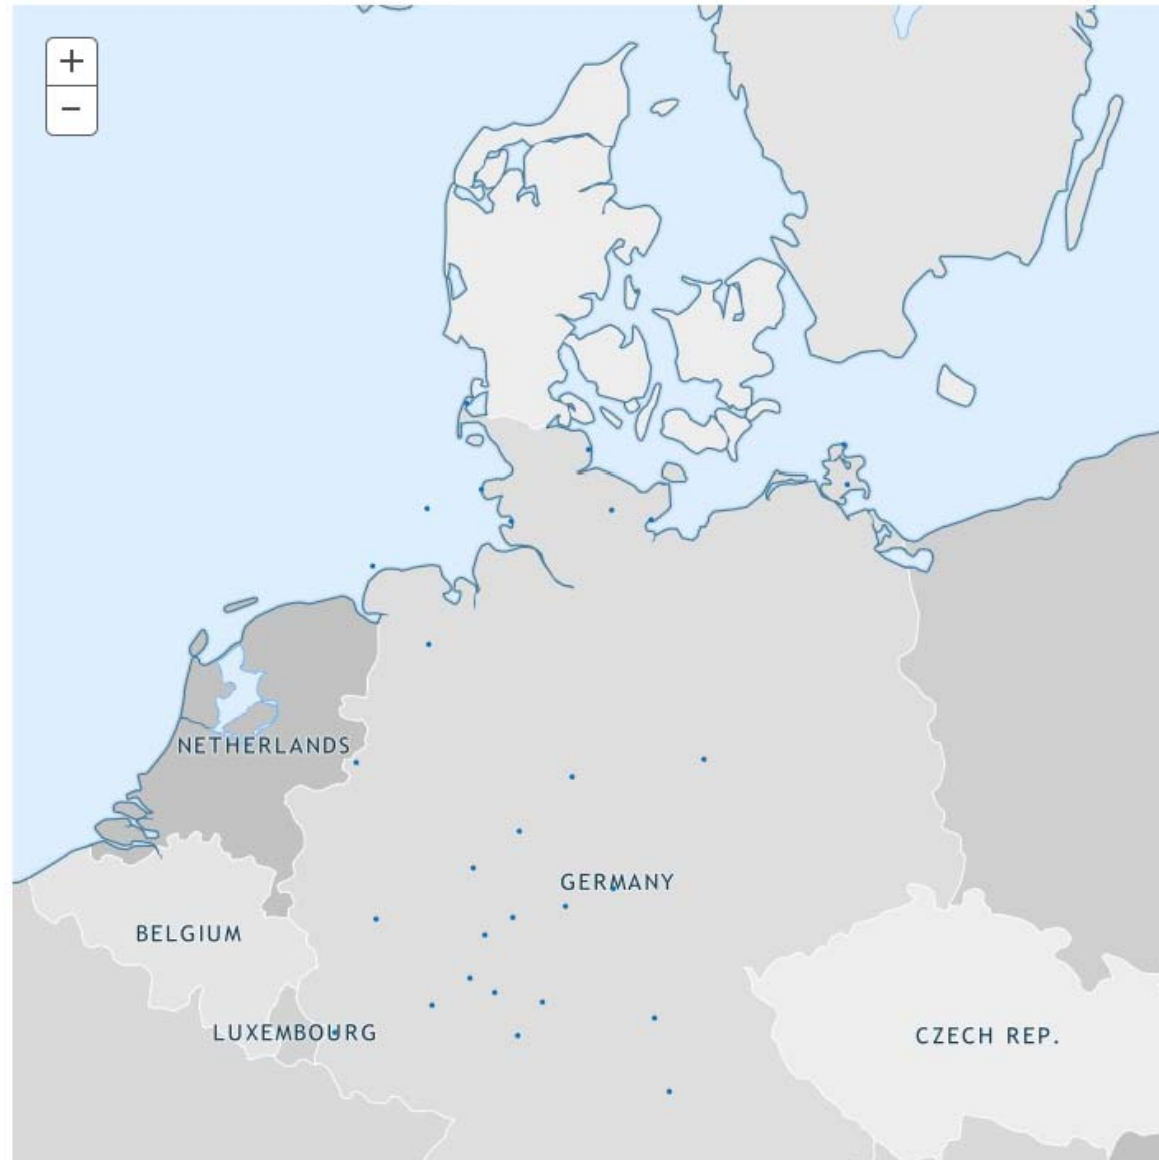 +
−
NETHERLANDS
GERMANY
BELGIUM
LUXEMBOURG
CZECH REP.